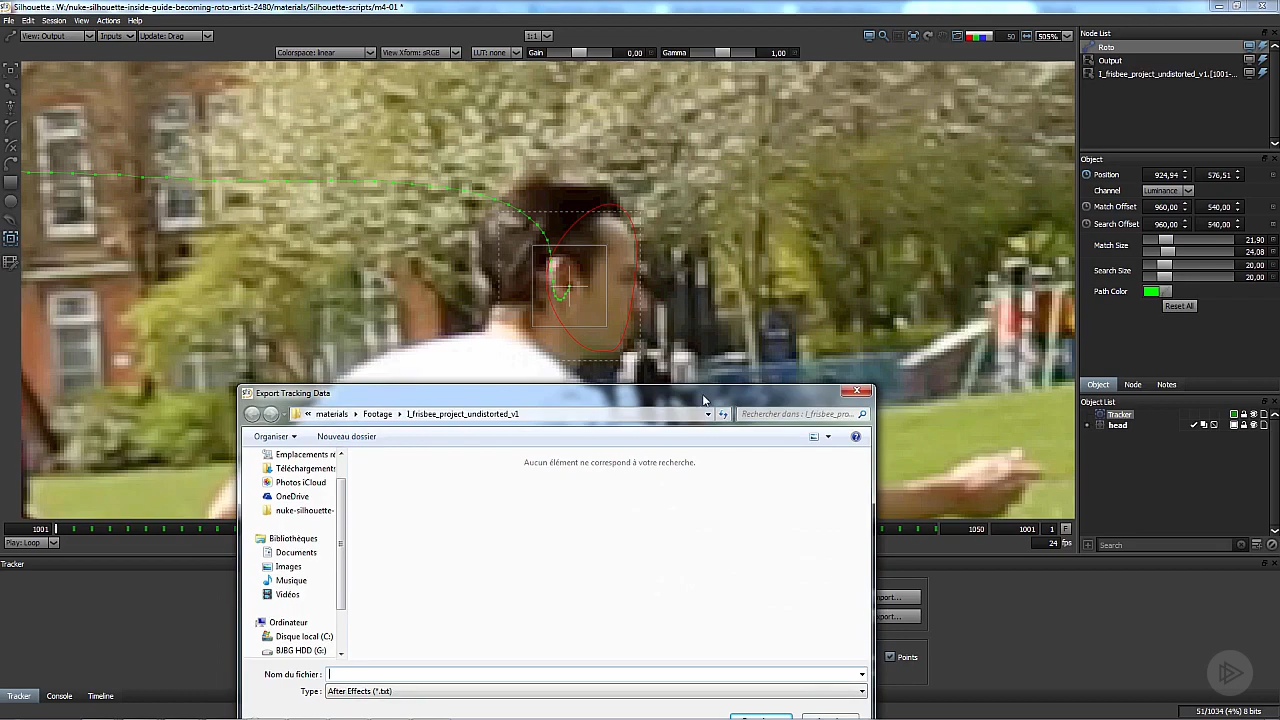 Silhouette : W:/nuke-silhouette-inside-guide-becoming-roto-artist-2480/materials/Silhouette-scripts/m4-01 *
File Edit Session View Actions Help
View: Output Inputs Update: Drag 1:1 50 505%
Colorspace: linear View Xform: sRGB LUT: none Gain 0,00 Gamma 1,00
Node List
Roto
Output
I_frisbee_project_undistorted_v1.[1001-...
Object
Position 924,94 576,51
Channel Luminance
Match Offset 960,00 540,00
Search Offset 960,00 540,00
Match Size 21,90
24,08
Search Size 20,00
20,00
Path Color
Reset All
Object Node Notes
Object List
Tracker
head
Search
Export Tracking Data
« materials Footage I_frisbee_project_undistorted_v1 Rechercher dans : I_frisbee_pro...
Organiser Nouveau dossier
Aucun élément ne correspond à votre recherche.
Emplacements ré
Téléchargements
Photos iCloud
OneDrive
nuke-silhouette-
Bibliothèques
Documents
Images
Musique
Vidéos
Ordinateur
Disque local (C:)
BJBG HDD (G:)
Nom du fichier :
Type : After Effects (*.txt)
1001 1050 1001 1 F
Play: Loop 24 fps
Tracker
port...
port...
Points
Tracker Console Timeline
51/1034 (4%) 8 bits